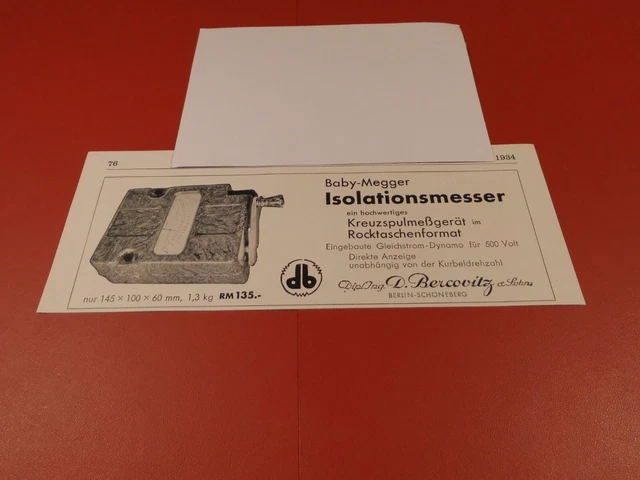 76
1934
Baby-Megger
Isolationsmesser
ein hochwertiges
Kreuzspulmeßgerät im
Rocktaschenformat
Eingebaute Gleichstrom-Dynamo für 500 Volt
Direkte Anzeige
unabhängig von der Kurbeldrehzahl
nur 145 × 100 × 60 mm, 1,3 kg RM 135.-
db
Dipl. Ing. D. Bercovitz & Sohn
BERLIN-SCHÖNEBERG